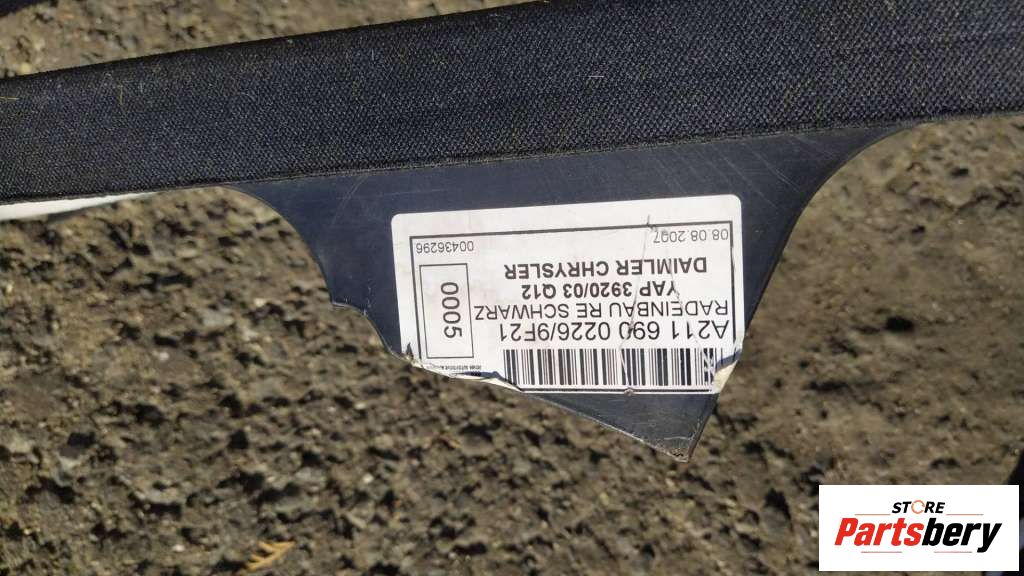 A211 690 0226/9F21
RADEINBAU RE SCHWARZ
YAP 3920/03 Q12
DAIMLER CHRYSLER
0005
00436296
08.08.2007
STORE
Partsbery